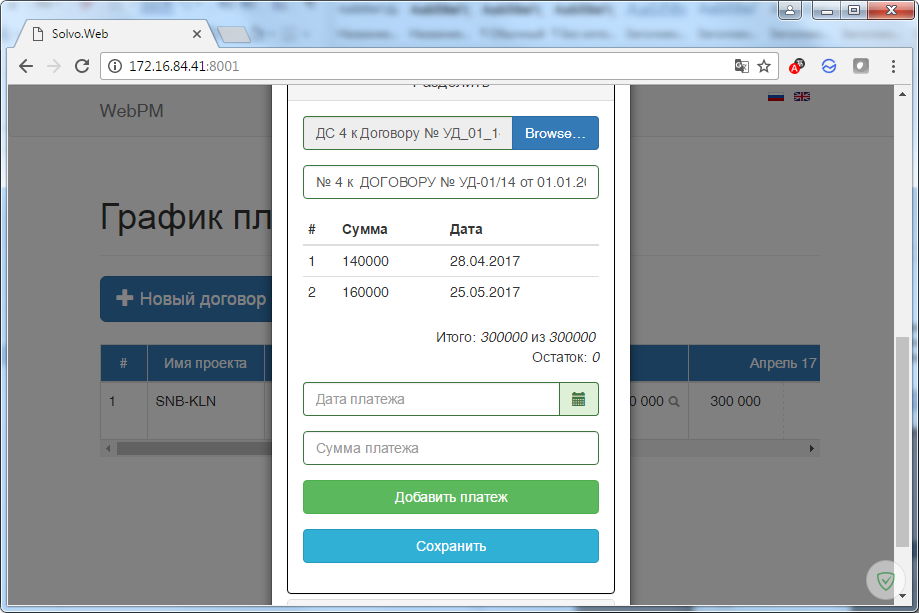 Solvo.Web
172.16.84.41:8001
WebPM
Разделить
ДС 4 к Договору № УД_01_1 Browse...
№ 4 к ДОГОВОРУ № УД-01/14 от 01.01.20
# Сумма Дата
1 140000 28.04.2017
2 160000 25.05.2017
Итого: 300000 из 300000
Остаток: 0
График пл
Новый договор
# Имя проекта Апрель 17
1 SNB-KLN 0 000 300 000
Дата платежа
Сумма платежа
Добавить платеж
Сохранить